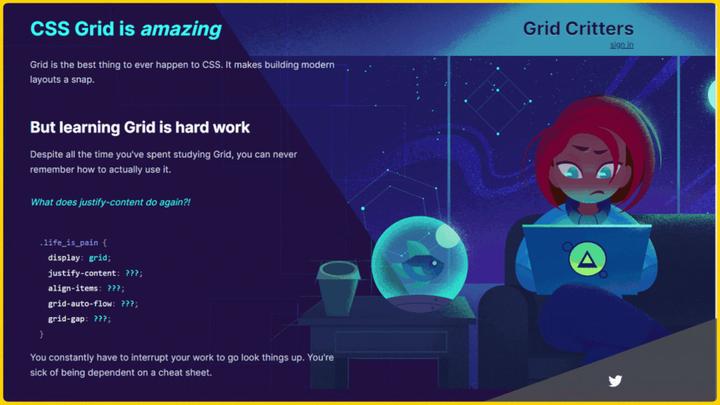 CSS Grid is amazing
Grid Critters
sign in
Grid is the best thing to ever happen to CSS. It makes building modern
layouts a snap.
But learning Grid is hard work
Despite all the time you've spent studying Grid, you can never
remember how to actually use it.
What does justify-content do again?!
.life_is_pain {
display: grid;
justify-content: ???;
align-items: ???;
grid-auto-flow: ???;
grid-gap: ???;
}
You constantly have to interrupt your work to go look things up. You're
sick of being dependent on a cheat sheet.